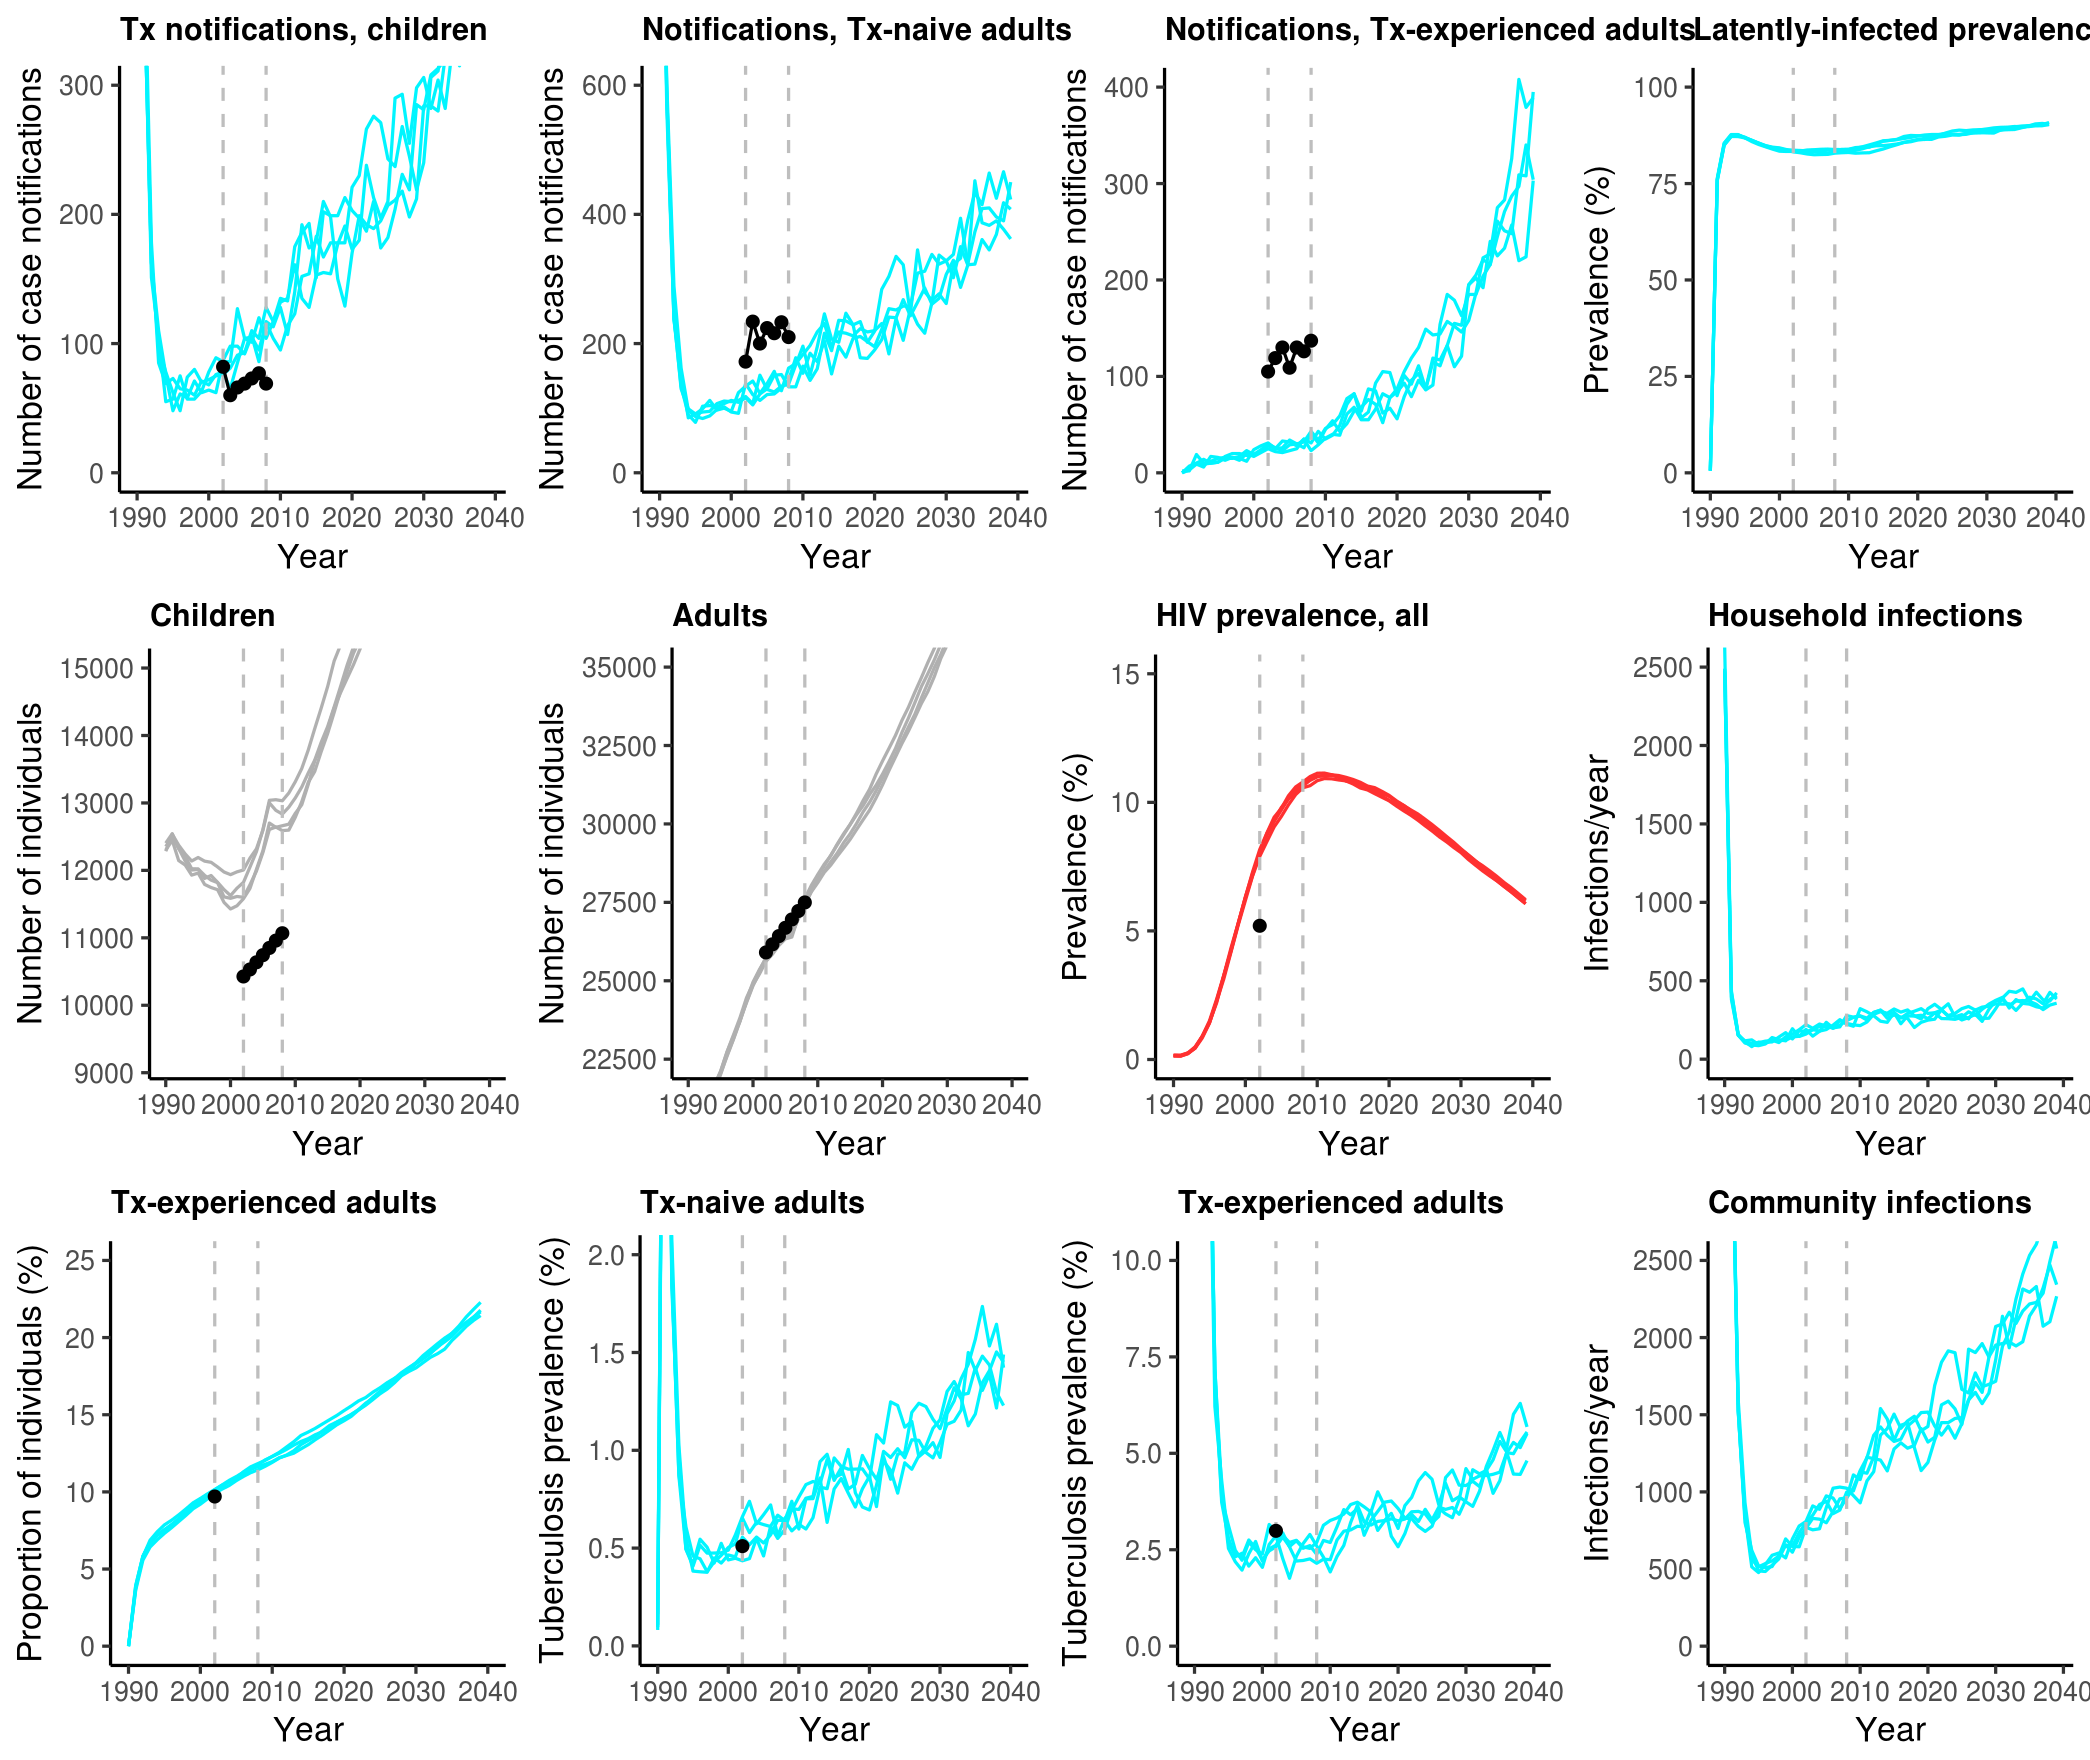 Tx notifications, children
Number of case notifications
300
200
100
0
1990 2000 2010 2020 2030 2040
Year
Notifications, Tx-naive adults
Number of case notifications
600
400
200
0
1990 2000 2010 2020 2030 2040
Year
Notifications, Tx-experienced adults
Number of case notifications
400
300
200
100
0
1990 2000 2010 2020 2030 2040
Year
Latently-infected prevalenc
Prevalence (%)
100
75
50
25
0
1990 2000 2010 2020 2030 2040
Year
Children
Number of individuals
15000
14000
13000
12000
11000
10000
9000
1990 2000 2010 2020 2030 2040
Year
Adults
Number of individuals
35000
32500
30000
27500
25000
22500
1990 2000 2010 2020 2030 2040
Year
HIV prevalence, all
Prevalence (%)
15
10
5
0
1990 2000 2010 2020 2030 2040
Year
Household infections
Infections/year
2500
2000
1500
1000
500
0
1990 2000 2010 2020 2030 2040
Year
Tx-experienced adults
Proportion of individuals (%)
25
20
15
10
5
0
1990 2000 2010 2020 2030 2040
Year
Tx-naive adults
Tuberculosis prevalence (%)
2.0
1.5
1.0
0.5
0.0
1990 2000 2010 2020 2030 2040
Year
Tx-experienced adults
Tuberculosis prevalence (%)
10.0
7.5
5.0
2.5
0.0
1990 2000 2010 2020 2030 2040
Year
Community infections
Infections/year
2500
2000
1500
1000
500
0
1990 2000 2010 2020 2030 2040
Year